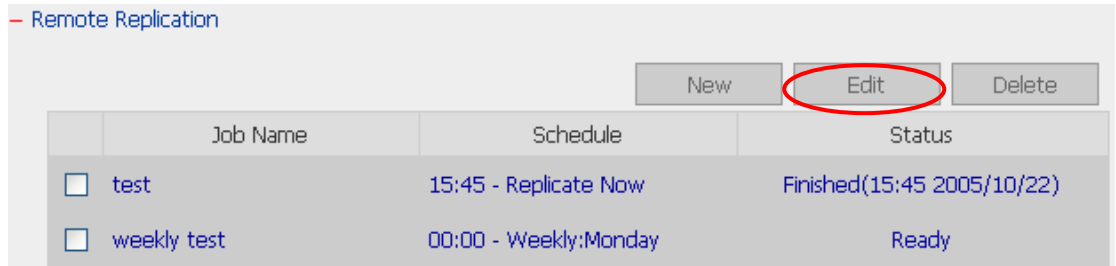 – Remote Replication
New Edit Delete
Job Name Schedule Status
test 15:45 - Replicate Now Finished(15:45 2005/10/22)
weekly test 00:00 - Weekly:Monday Ready